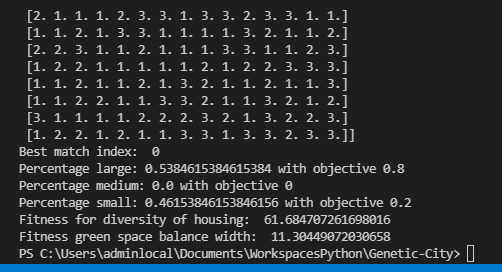 [2. 1. 1. 1. 2. 3. 3. 1. 3. 3. 2. 3. 3. 1. 1.]
[1. 1. 2. 1. 3. 3. 1. 1. 1. 1. 3. 2. 1. 1. 2.]
[2. 2. 3. 1. 1. 2. 1. 1. 3. 1. 1. 1. 3. 3. 1.]
[1. 2. 2. 1. 1. 1. 1. 1. 1. 1. 2. 3. 2. 3. 3.]
[1. 1. 2. 1. 1. 2. 1. 3. 2. 1. 1. 2. 1. 1. 3.]
[1. 1. 2. 2. 1. 1. 3. 3. 2. 1. 1. 3. 2. 1. 2.]
[3. 1. 1. 1. 1. 2. 2. 2. 3. 2. 1. 3. 2. 2. 3.]
[1. 2. 2. 1. 2. 1. 1. 3. 3. 1. 3. 3. 2. 3. 3.]]
Best match index:  0
Percentage large: 0.5384615384615384 with objective 0.8
Percentage medium: 0.0 with objective 0
Percentage small: 0.46153846153846156 with objective 0.2
Fitness for diversity of housing:  61.684707261698016
Fitness green space balance width:  11.30449072030658
PS C:\Users\adminlocal\Documents\WorkspacesPython\Genetic-City>